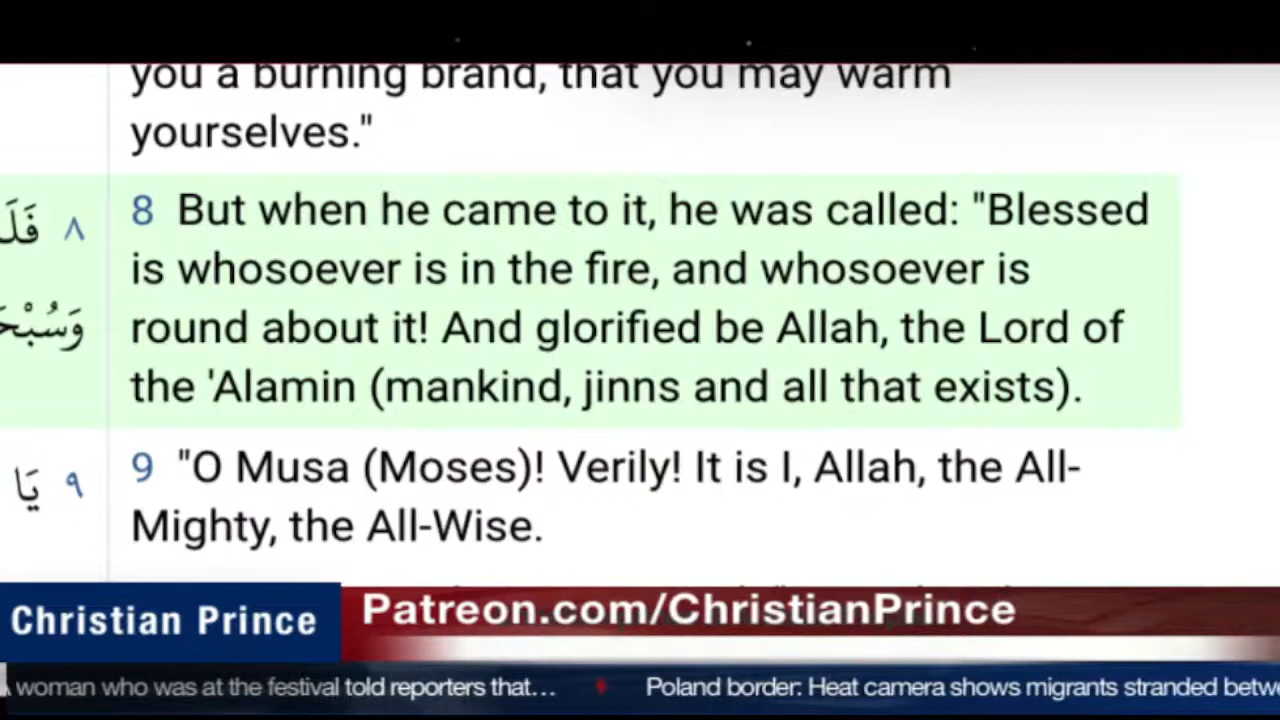 you a burning brand, that you may warm
yourselves."
٨ فَلَ
8 But when he came to it, he was called: "Blessed
is whosoever is in the fire, and whosoever is
وَسُبْحَ
round about it! And glorified be Allah, the Lord of
the 'Alamin (mankind, jinns and all that exists).
٩ يَا
9 "O Musa (Moses)! Verily! It is I, Allah, the All-
Mighty, the All-Wise.
Christian Prince
Patreon.com/ChristianPrince
woman who was at the festival told reporters that… Poland border: Heat camera shows migrants stranded betw